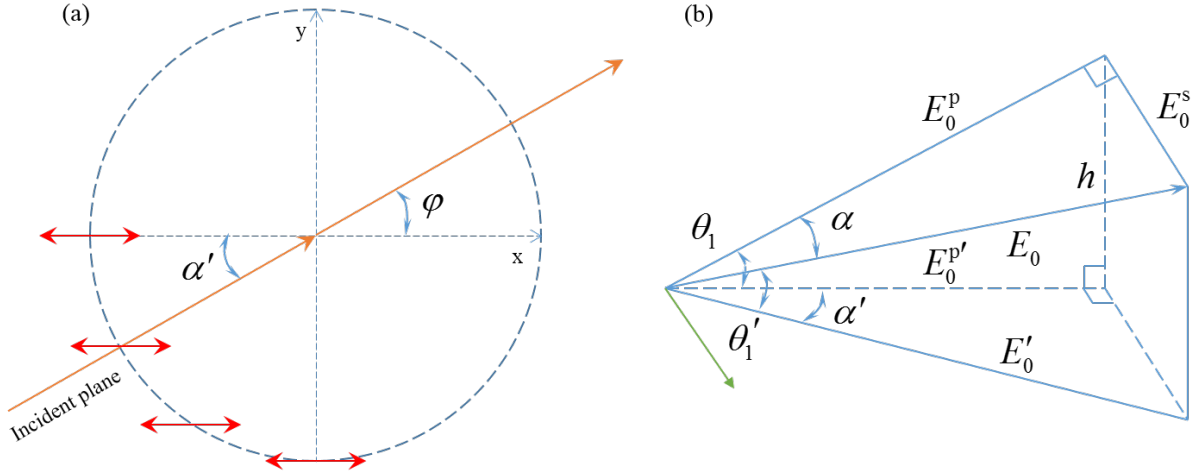 (a)
y
φ
x
α′
Incident plane
(b)
E₀ᵖ
E₀ˢ
h
θ₁
α
E₀
E₀ᵖ′
α′
θ₁′
E₀′